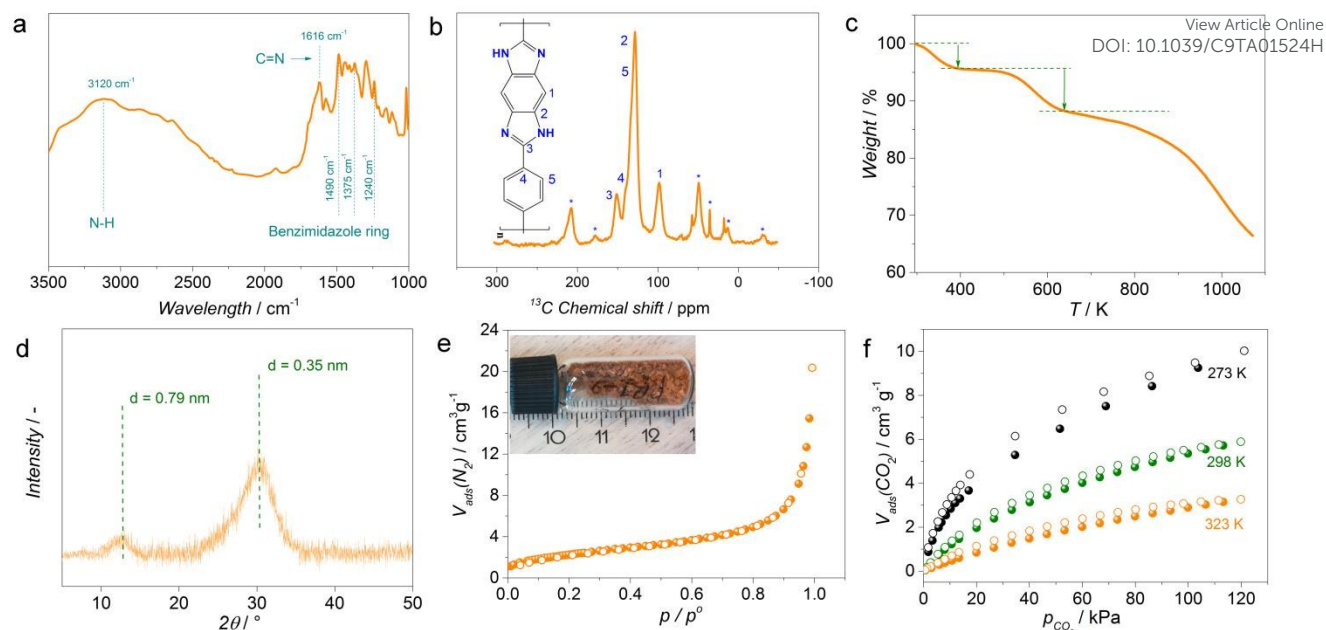 View Article Online
DOI: 10.1039/C9TA01524H
a
1616 cm⁻¹
C=N
3120 cm⁻¹
N-H
1490 cm⁻¹
1375 cm⁻¹
1240 cm⁻¹
Benzimidazole ring
3500 3000 2500 2000 1500 1000
Wavelength / cm⁻¹
b
HN N
N NH
n
1
2
3
4 5
2
5
4
3
1
* * * * * *
300 200 100 0 -100
¹³C Chemical shift / ppm
c
Weight / %
100
90
80
70
60
400 600 800 1000
T / K
d
d = 0.79 nm
d = 0.35 nm
Intensity / -
10 20 30 40 50
2θ / °
e
V_ads(N₂) / cm³g⁻¹
24
20
16
12
8
4
0
10 11 12
0.0 0.2 0.4 0.6 0.8 1.0
p / p°
f
V_ads(CO₂) / cm³ g⁻¹
10
8
6
4
2
0
273 K
298 K
323 K
0 20 40 60 80 100 120
p_CO₂ / kPa